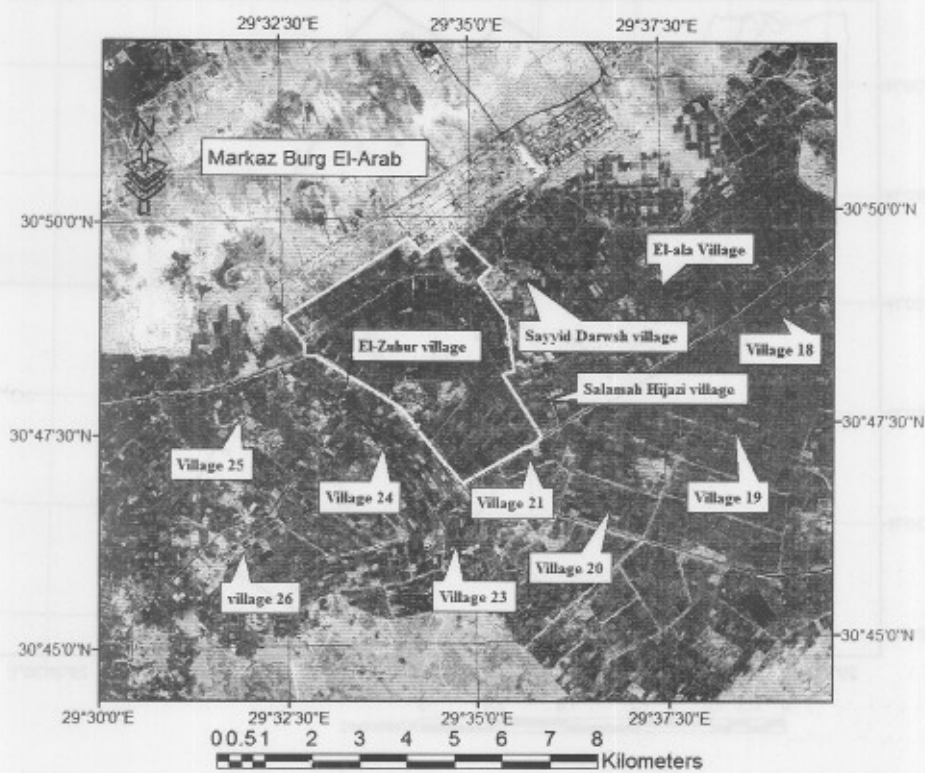 29°32'30"E 29°35'0"E 29°37'30"E
N
Markaz Burg El-Arab
30°50'0"N 30°50'0"N
El-ala Village
Sayyid Darwsh village
El-Zuhur village
Village 18
Salamah Hijazi village
30°47'30"N 30°47'30"N
Village 25
Village 24
Village 21
Village 19
Village 20
village 26
Village 23
30°45'0"N 30°45'0"N
29°30'0"E 29°32'30"E 29°35'0"E 29°37'30"E
0 0.5 1 2 3 4 5 6 7 8
Kilometers